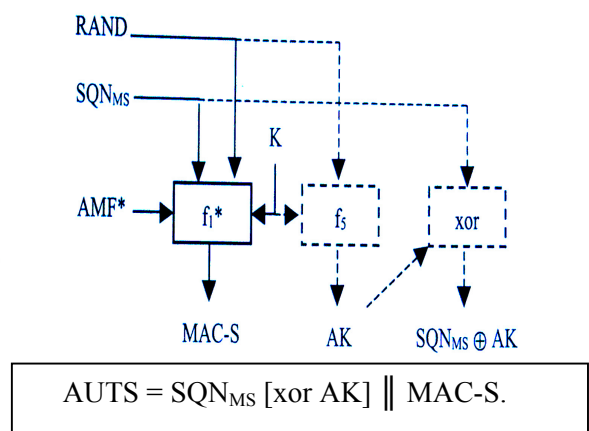 RAND
SQN_MS
K
AMF*
f₁*
f₅
xor
MAC-S
AK
SQN_MS ⊕ AK
AUTS = SQN_MS [xor AK] ‖ MAC-S.